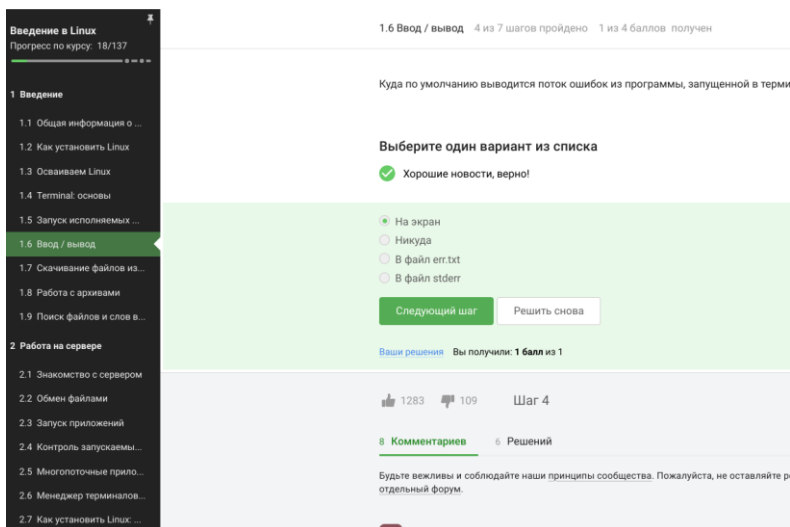 Введение в Linux
Прогресс по курсу: 18/137
1 Введение
1.1 Общая информация о ...
1.2 Как установить Linux
1.3 Осваиваем Linux
1.4 Terminal: основы
1.5 Запуск исполняемых ...
1.6 Ввод / вывод
1.7 Скачивание файлов из...
1.8 Работа с архивами
1.9 Поиск файлов и слов в...
2 Работа на сервере
2.1 Знакомство с сервером
2.2 Обмен файлами
2.3 Запуск приложений
2.4 Контроль запускаемы...
2.5 Многопоточные прило...
2.6 Менеджер терминалов...
2.7 Как установить Linux: ...
1.6 Ввод / вывод 4 из 7 шагов пройдено 1 из 4 баллов получен
Куда по умолчанию выводится поток ошибок из программы, запущенной в терми
Выберите один вариант из списка
Хорошие новости, верно!
На экран
Никуда
В файл err.txt
В файл stderr
Следующий шаг Решить снова
Ваши решения Вы получили: 1 балл из 1
1283 109 Шаг 4
8 Комментариев 6 Решений
Будьте вежливы и соблюдайте наши принципы сообщества. Пожалуйста, не оставляйте р
отдельный форум.